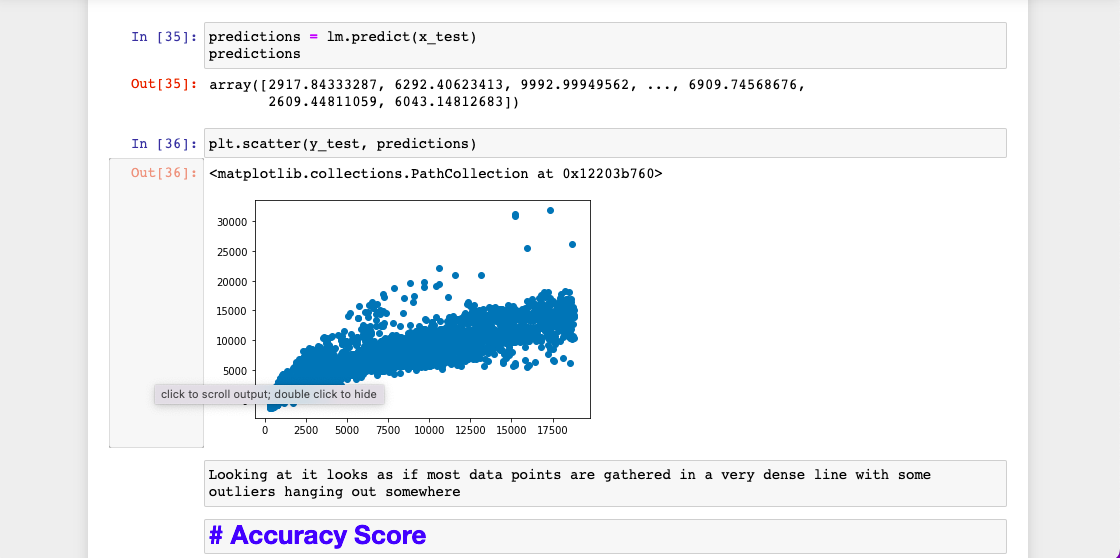 In [35]: predictions = lm.predict(x_test)
predictions
Out[35]: array([2917.84333287, 6292.40623413, 9992.99949562, ..., 6909.74568676,
2609.44811059, 6043.14812683])
In [36]: plt.scatter(y_test, predictions)
Out[36]: <matplotlib.collections.PathCollection at 0x12203b760>
30000
25000
20000
15000
10000
5000
click to scroll output; double click to hide
0 2500 5000 7500 10000 12500 15000 17500
Looking at it looks as if most data points are gathered in a very dense line with some
outliers hanging out somewhere
# Accuracy Score